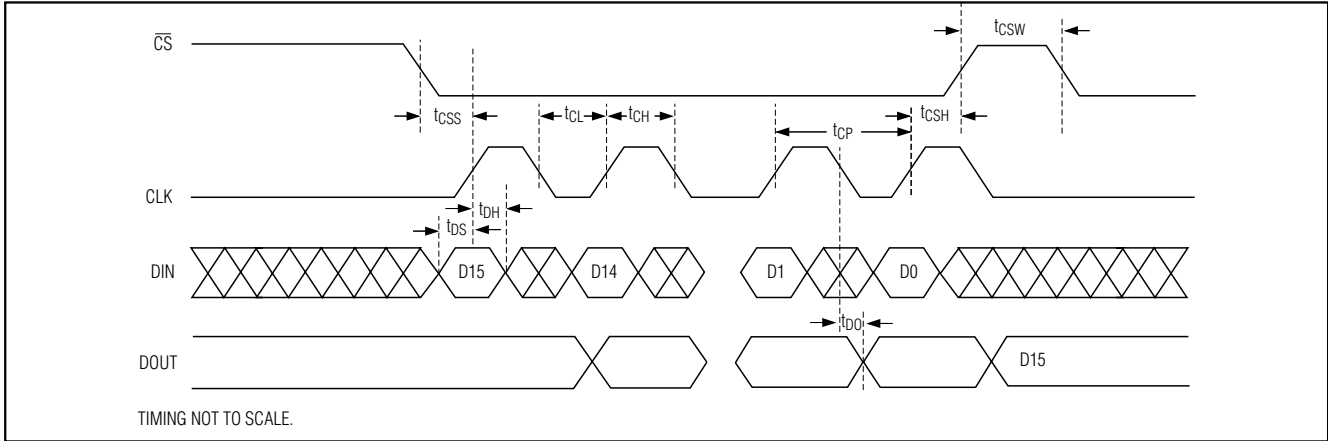 CS
tCSW
tCSS
tCL
tCH
tCP
tCSH
CLK
tDS
tDH
DIN
D15
D14
D1
D0
tDO
DOUT
D15
TIMING NOT TO SCALE.